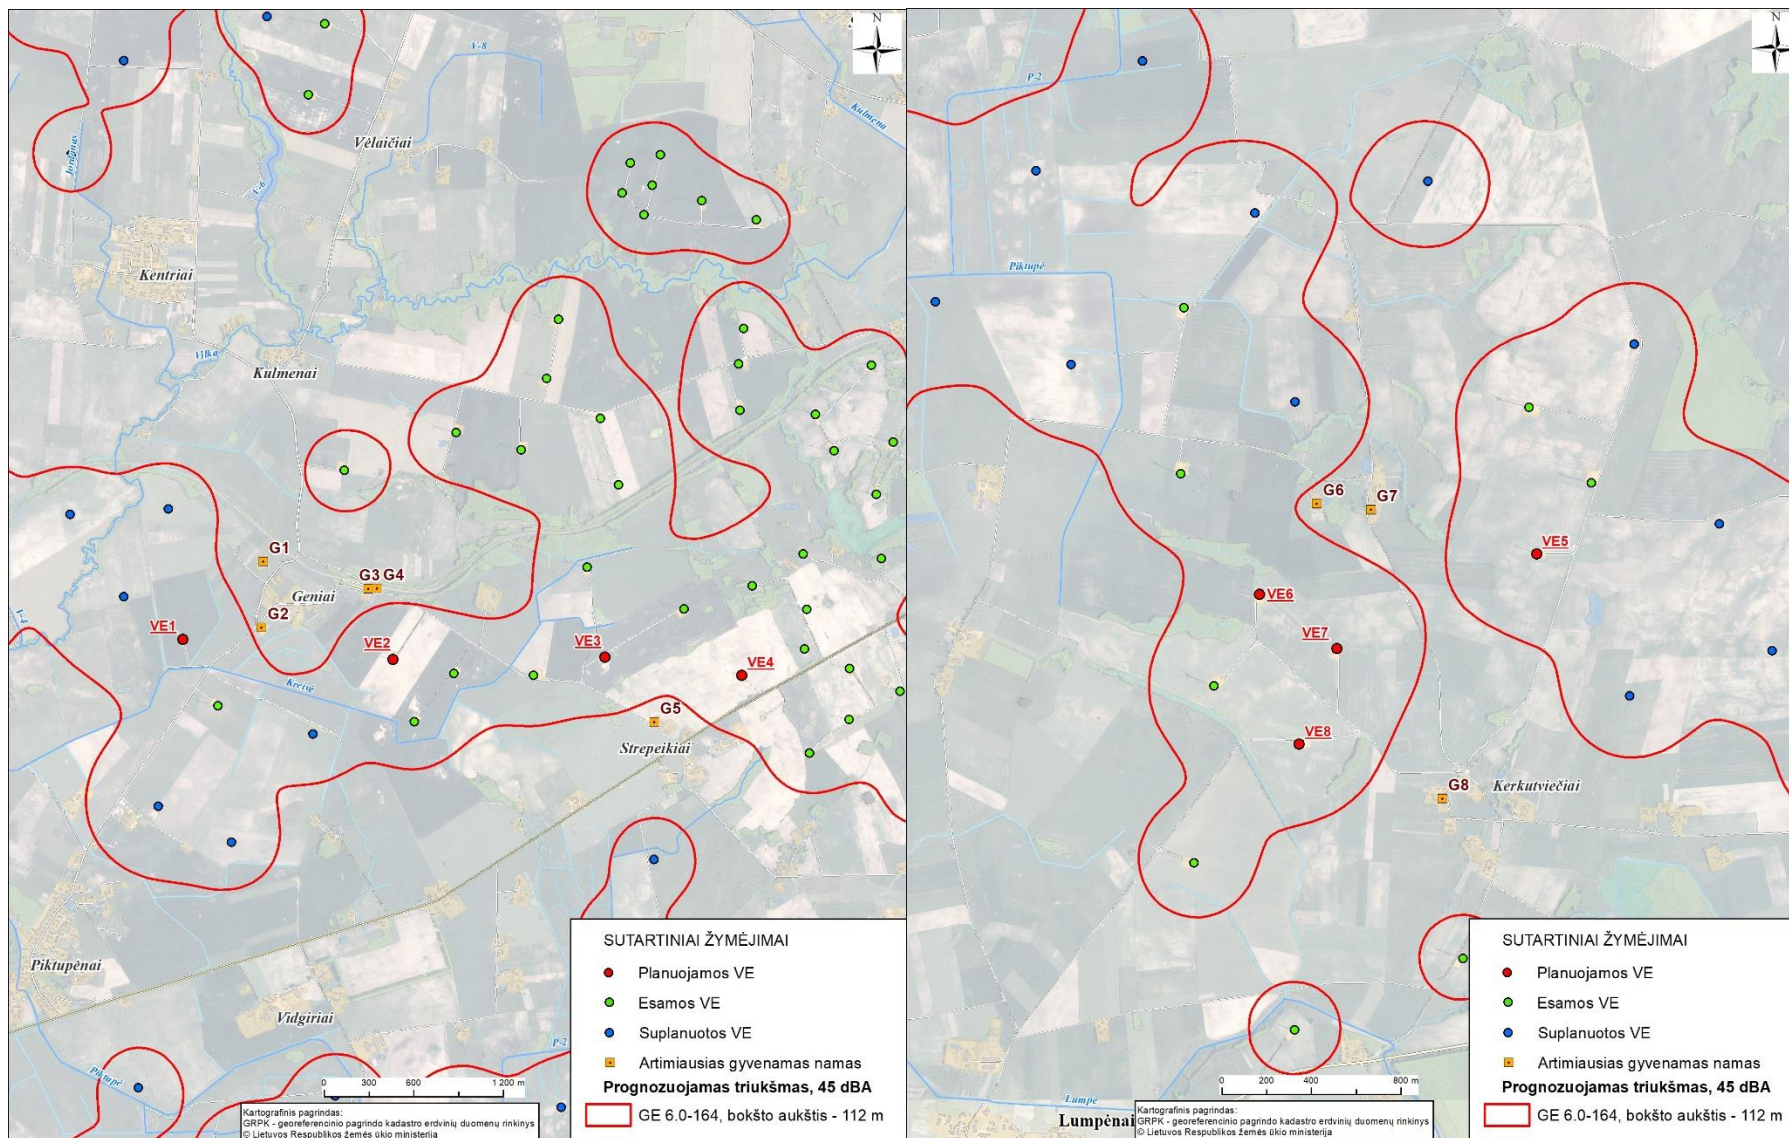 N
V-8
Kulmena
Vėlaičiai
Jordanas
V-6
Kentriai
Vilka
Kulmenai
G1
G3 G4
Geniai
V-4
VE1
G2
VE2
VE3
VE4
Kreivė
G5
Strepeikiai
Piktupėnai
Vidgiriai
P-2
Piktupė
0 300 600 1 200 m
Kartografinis pagrindas:
GRPK - georeferencinio pagrindo kadastro erdvinių duomenų rinkinys
© Lietuvos Respublikos žemės ūkio ministerija
SUTARTINIAI ŽYMĖJIMAI
Planuojamos VE
Esamos VE
Suplanuotos VE
Artimiausias gyvenamas namas
Prognozuojamas triukšmas, 45 dBA
GE 6.0-164, bokšto aukštis - 112 m
N
P-2
Piktupė
G6
G7
VE5
VE6
VE7
VE8
G8
Kerkutviečiai
Lumpė
Lumpėnai
0 200 400 800 m
Kartografinis pagrindas:
GRPK - georeferencinio pagrindo kadastro erdvinių duomenų rinkinys
© Lietuvos Respublikos žemės ūkio ministerija
SUTARTINIAI ŽYMĖJIMAI
Planuojamos VE
Esamos VE
Suplanuotos VE
Artimiausias gyvenamas namas
Prognozuojamas triukšmas, 45 dBA
GE 6.0-164, bokšto aukštis - 112 m